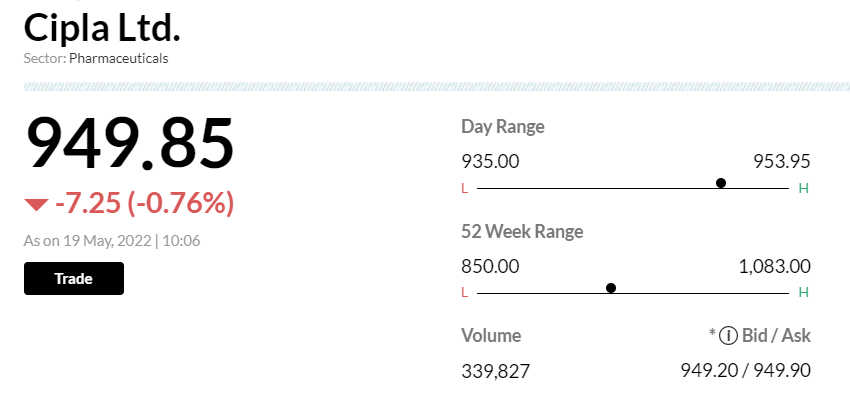 Cipla Ltd.
Sector: Pharmaceuticals
949.85
-7.25 (-0.76%)
As on 19 May, 2022 | 10:06
Trade
Day Range
935.00 953.95
L H
52 Week Range
850.00 1,083.00
L H
Volume * ⓘ Bid / Ask
339,827 949.20 / 949.90